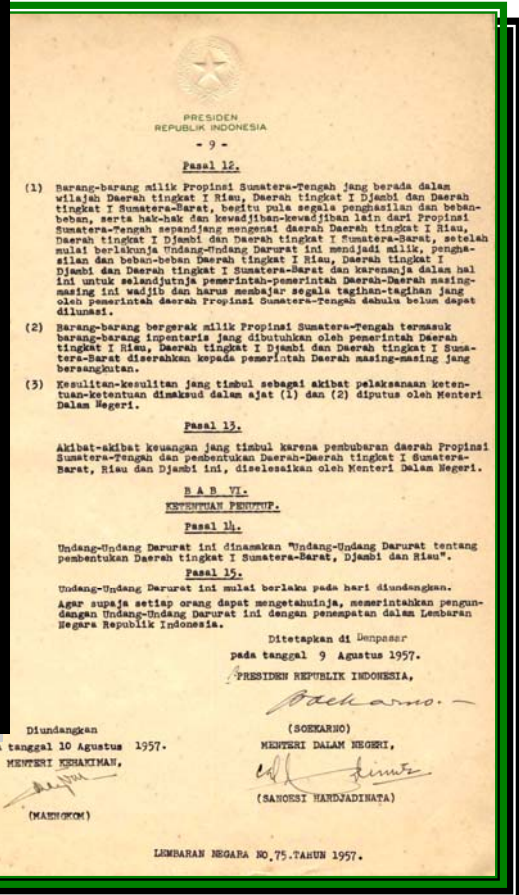 PRESIDEN
REPUBLIK INDONESIA
- 9 -
Pasal 12.
(1) Barang-barang milik Propinsi Sumatera-Tengah jang berada dalam
wilajah Daerah tingkat I Riau, Daerah tingkat I Djambi dan Daerah
tingkat I Sumatera-Barat, begitu pula segala penghasilan dan beban-
beban, serta hak-hak dan kewadjiban-kewadjiban lain dari Propinsi
Sumatera-Tengah sepandjang mengenai daerah Daerah tingkat I Riau,
Daerah tingkat I Djambi dan Daerah tingkat I Sumatera-Barat, setelah
mulai berlakunja Undang-Undang Darurat ini mendjadi milik, pengha-
silan dan beban-beban Daerah tingkat I Riau, Daerah tingkat I
Djambi dan Daerah tingkat I Sumatera-Barat dan karenanja dalam hal
ini untuk selandjutnja pemerintah-pemerintah Daerah-Daerah masing-
masing ini wadjib dan harus membajar segala tagihan-tagihan jang
oleh pemerintah daerah Propinsi Sumatera-Tengah dahulu belum dapat
dilunasi.
(2) Barang-barang bergerak milik Propinsi Sumatera-Tengah termasuk
barang-barang inpentaris jang dibutuhkan oleh pemerintah Daerah
tingkat I Riau, Daerah tingkat I Djambi dan Daerah tingkat I Suma-
tera-Barat diserahkan kepada pemerintah Daerah masing-masing jang
bersangkutan.
(3) Kesulitan-kesulitan jang timbul sebagai akibat pelaksanaan keten-
tuan-ketentuan dimaksud dalam ajat (1) dan (2) diputus oleh Menteri
Dalam Negeri.
Pasal 13.
Akibat-akibat keuangan jang timbul karena pembubaran daerah Propinsi
Sumatera-Tengah dan pembentukan Daerah-Daerah tingkat I Sumatera-
Barat, Riau dan Djambi ini, diselesaikan oleh Menteri Dalam Negeri.
B A B VI.
KETENTUAN PENUTUP.
Pasal 14.
Undang-Undang Darurat ini dinamakan "Undang-Undang Darurat tentang
pembentukan Daerah tingkat I Sumatera-Barat, Djambi dan Riau".
Pasal 15.
Undang-Undang Darurat ini mulai berlaku pada hari diundangkan.
Agar supaja setiap orang dapat mengetahuinja, memerintahkan pengun-
dangan Undang-Undang Darurat ini dengan penempatan dalam Lembaran
Negara Republik Indonesia.
Ditetapkan di Denpasar
pada tanggal 9 Agustus 1957.
PRESIDEN REPUBLIK INDONESIA,
Soekarno.-
(SOEKARNO)
Diundangkan
tanggal 10 Agustus 1957.
MENTERI KEHAKIMAN,
(MAENGKOM)
MENTERI DALAM NEGERI,
(SANOESI HARDJADINATA)
LEMBARAN NEGARA NO.75.TAHUN 1957.